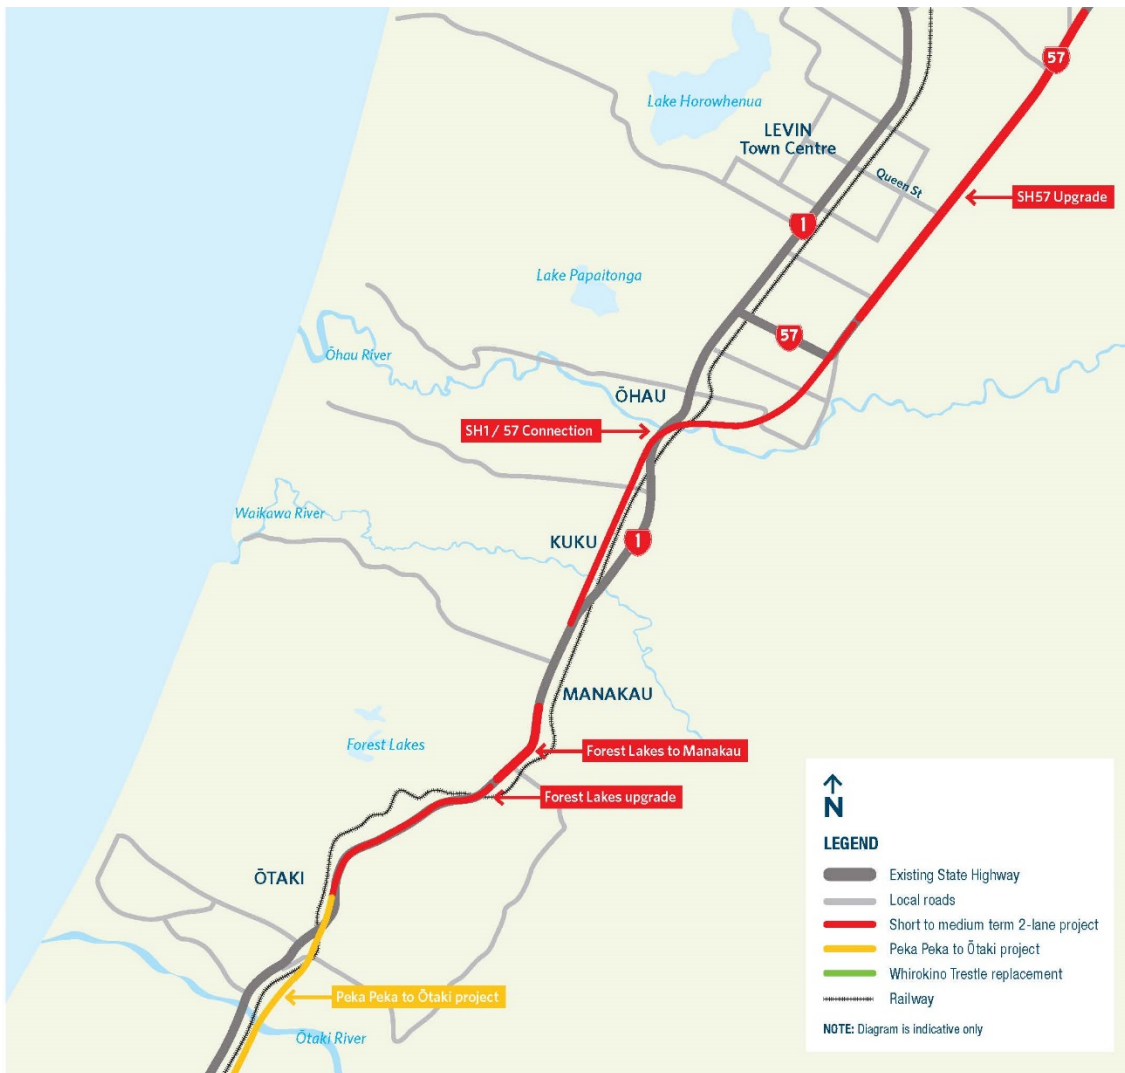 57
Lake Horowhenua
LEVIN
Town Centre
Queen St
SH57 Upgrade
1
Lake Papaitonga
57
Ōhau River
ŌHAU
SH1 / 57 Connection
Waikawa River
KUKU
1
MANAKAU
Forest Lakes
Forest Lakes to Manakau
Forest Lakes upgrade
ŌTAKI
Peka Peka to Ōtaki project
Ōtaki River
N
LEGEND
Existing State Highway
Local roads
Short to medium term 2-lane project
Peka Peka to Ōtaki project
Whirokino Trestle replacement
Railway
NOTE: Diagram is indicative only